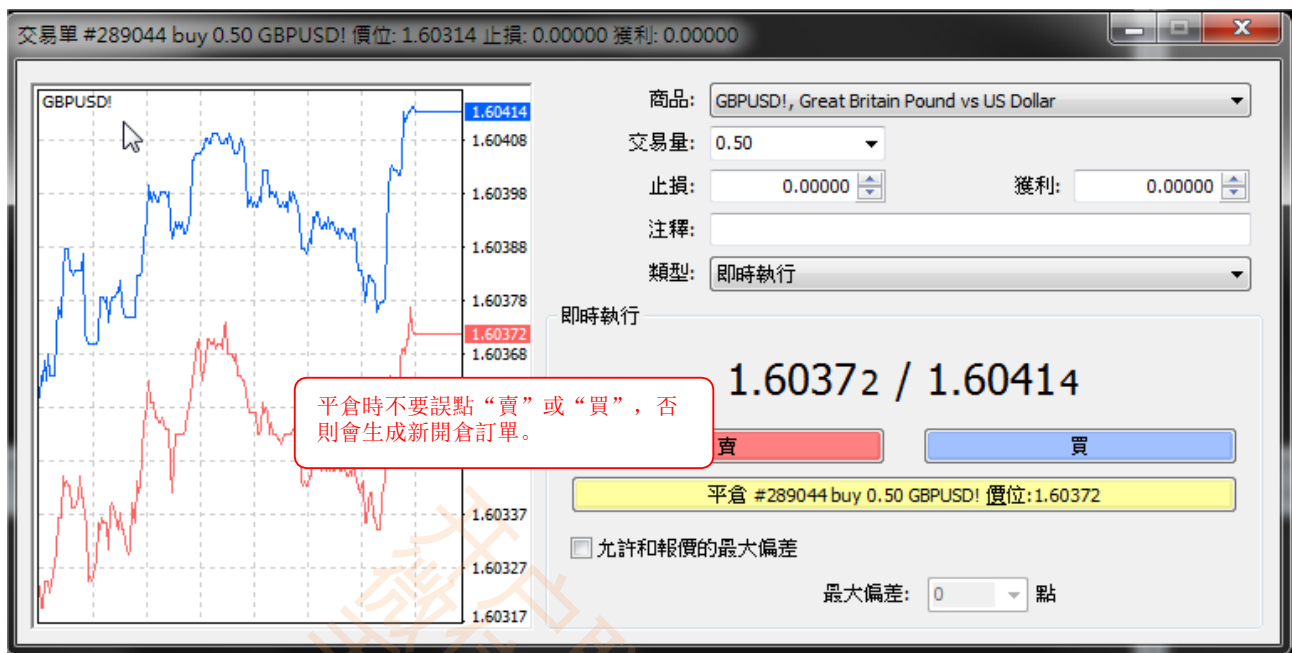 交易單 #289044 buy 0.50 GBPUSD! 價位: 1.60314 止損: 0.00000 獲利: 0.00000
GBPUSD!
1.60414
1.60408
1.60398
1.60388
1.60378
1.60372
1.60368
1.60337
1.60327
1.60317
商品: GBPUSD!, Great Britain Pound vs US Dollar
交易量: 0.50
止損: 0.00000 獲利: 0.00000
注釋:
類型: 即時執行
即時執行
1.60372 / 1.60414
平倉時不要誤點“賣”或“買”，否
則會生成新開倉訂單。
賣 買
平倉 #289044 buy 0.50 GBPUSD! 價位:1.60372
允許和報價的最大偏差
最大偏差: 0 點
开户
微信